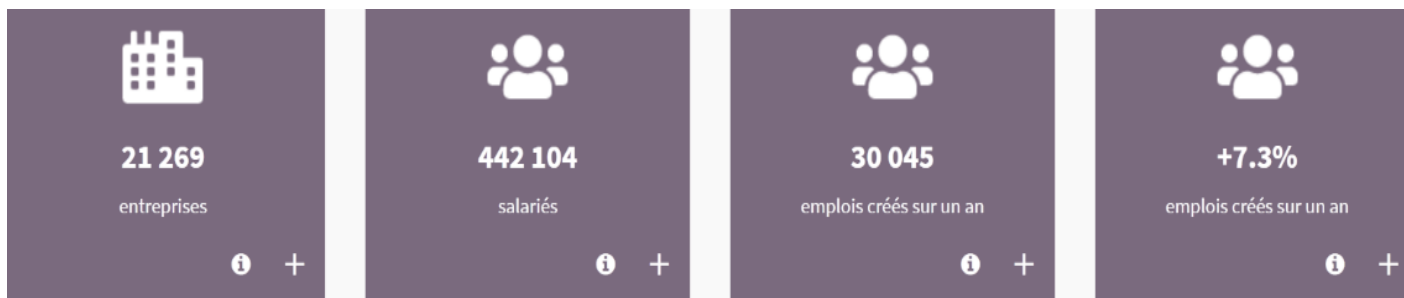 21 269
entreprises
442 104
salariés
30 045
emplois créés sur un an
+7.3%
emplois créés sur un an